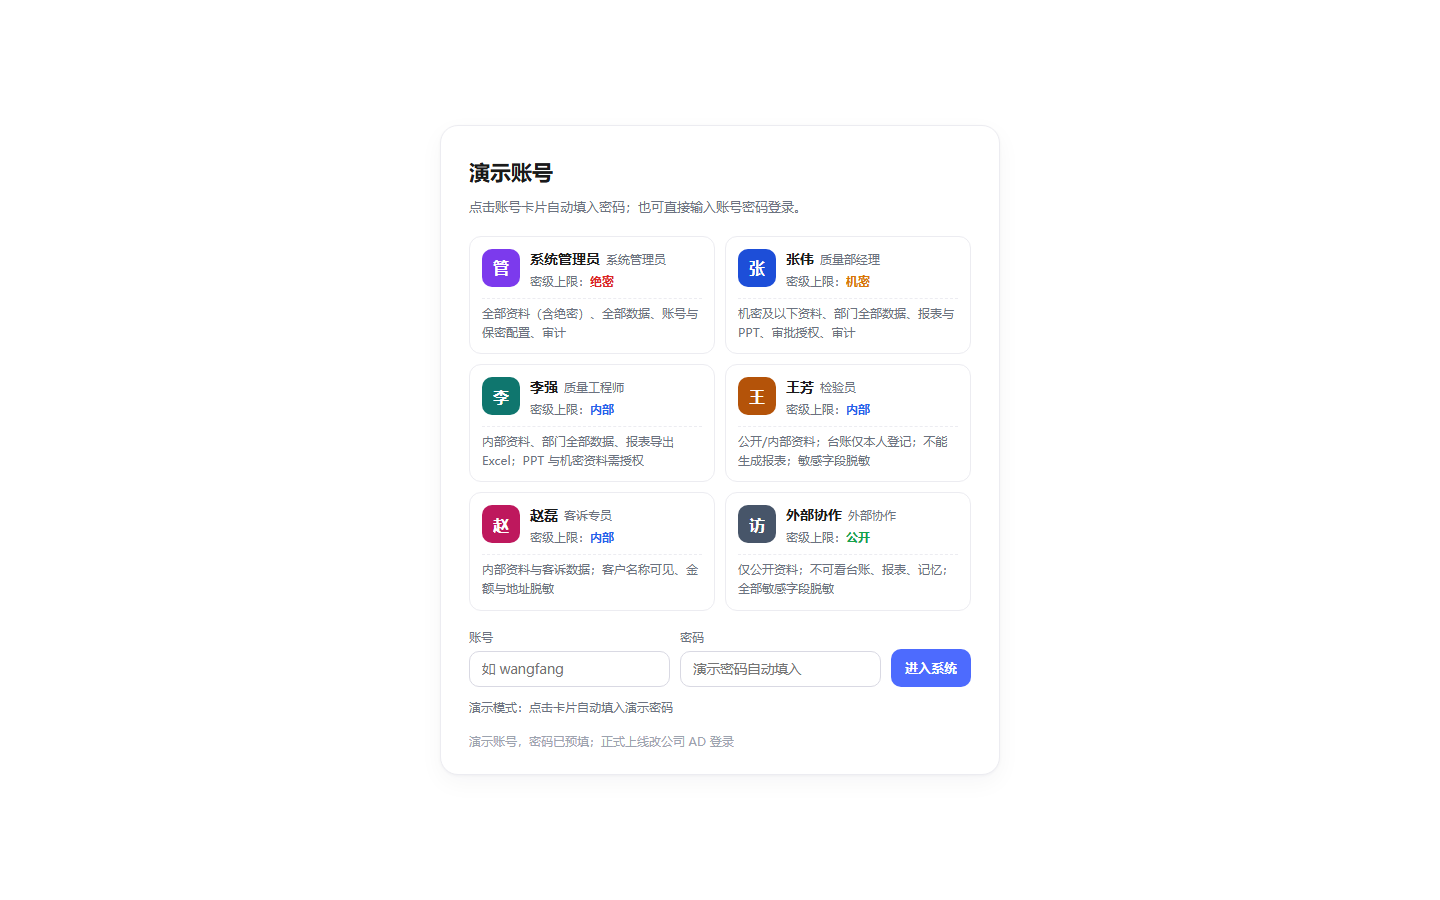 演示账号
点击账号卡片自动填入密码；也可直接输入账号密码登录。
管
系统管理员 系统管理员
密级上限：绝密
全部资料（含绝密）、全部数据、账号与
保密配置、审计
张
张伟 质量部经理
密级上限：机密
机密及以下资料、部门全部数据、报表与
PPT、审批授权、审计
李
李强 质量工程师
密级上限：内部
内部资料、部门全部数据、报表导出
Excel；PPT 与机密资料需授权
王
王芳 检验员
密级上限：内部
公开/内部资料；台账仅本人登记；不能
生成报表；敏感字段脱敏
赵
赵磊 客诉专员
密级上限：内部
内部资料与客诉数据；客户名称可见、金
额与地址脱敏
访
外部协作 外部协作
密级上限：公开
仅公开资料；不可看台账、报表、记忆；
全部敏感字段脱敏
账号
密码
如 wangfang
演示密码自动填入
进入系统
演示模式：点击卡片自动填入演示密码
演示账号，密码已预填；正式上线改公司 AD 登录